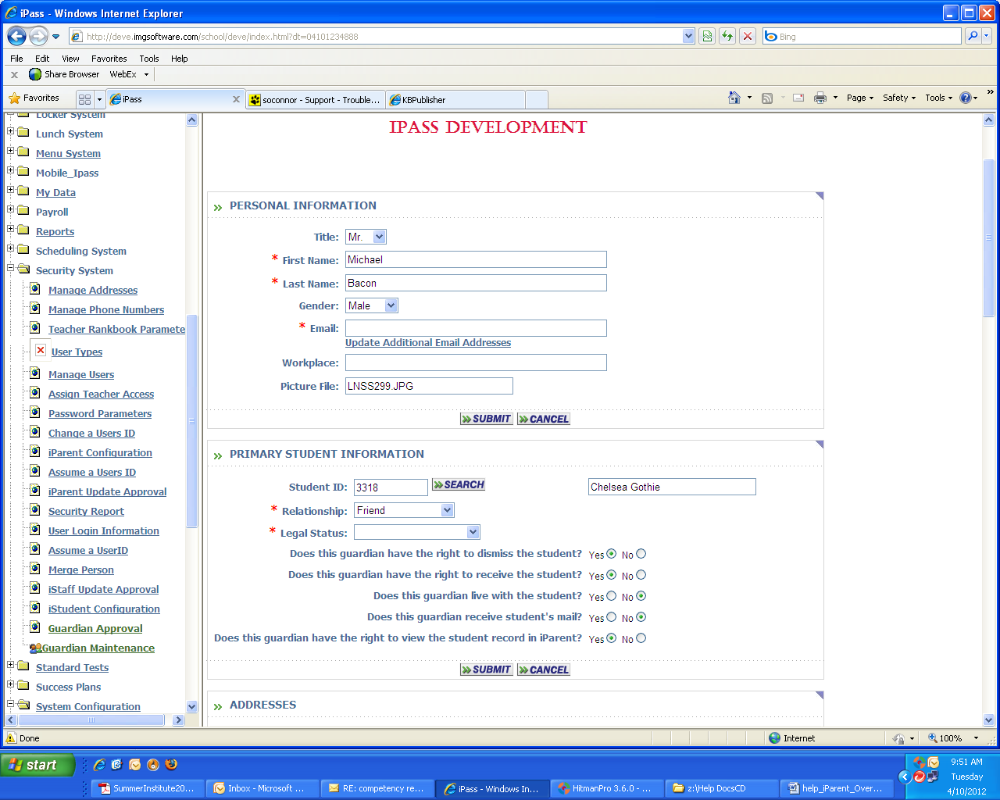 iPass - Windows Internet Explorer
http://deve.imgsoftware.com/school/deve/index.html?dt=04101234888
Bing
File Edit View Favorites Tools Help
x Share Browser WebEx
Favorites
iPass
soconnor - Support - Trouble...
KBPublisher
Page Safety Tools
Locker System
Lunch System
Menu System
Mobile_Ipass
My Data
Payroll
Reports
Scheduling System
Security System
Manage Addresses
Manage Phone Numbers
Teacher Rankbook Paramete
User Types
Manage Users
Assign Teacher Access
Password Parameters
Change a Users ID
iParent Configuration
Assume a Users ID
iParent Update Approval
Security Report
User Login Information
Assume a UserID
Merge Person
iStaff Update Approval
iStudent Configuration
Guardian Approval
Guardian Maintenance
Standard Tests
Success Plans
System Configuration
IPASS DEVELOPMENT
PERSONAL INFORMATION
Title: Mr.
* First Name: Michael
* Last Name: Bacon
Gender: Male
* Email:
Update Additional Email Addresses
Workplace:
Picture File: LNSS299.JPG
SUBMIT CANCEL
PRIMARY STUDENT INFORMATION
Student ID: 3318 SEARCH Chelsea Gothie
* Relationship: Friend
* Legal Status:
Does this guardian have the right to dismiss the student? Yes No
Does this guardian have the right to receive the student? Yes No
Does this guardian live with the student? Yes No
Does this guardian receive student's mail? Yes No
Does this guardian have the right to view the student record in iParent? Yes No
SUBMIT CANCEL
ADDRESSES
Done Internet 100%
start
SummerInstitute20...
Inbox - Microsoft ...
RE: competency re...
iPass - Windows In...
HitmanPro 3.6.0 - ...
z:\Help DocsCD
help_iParent_Over...
9:51 AM
Tuesday
4/10/2012